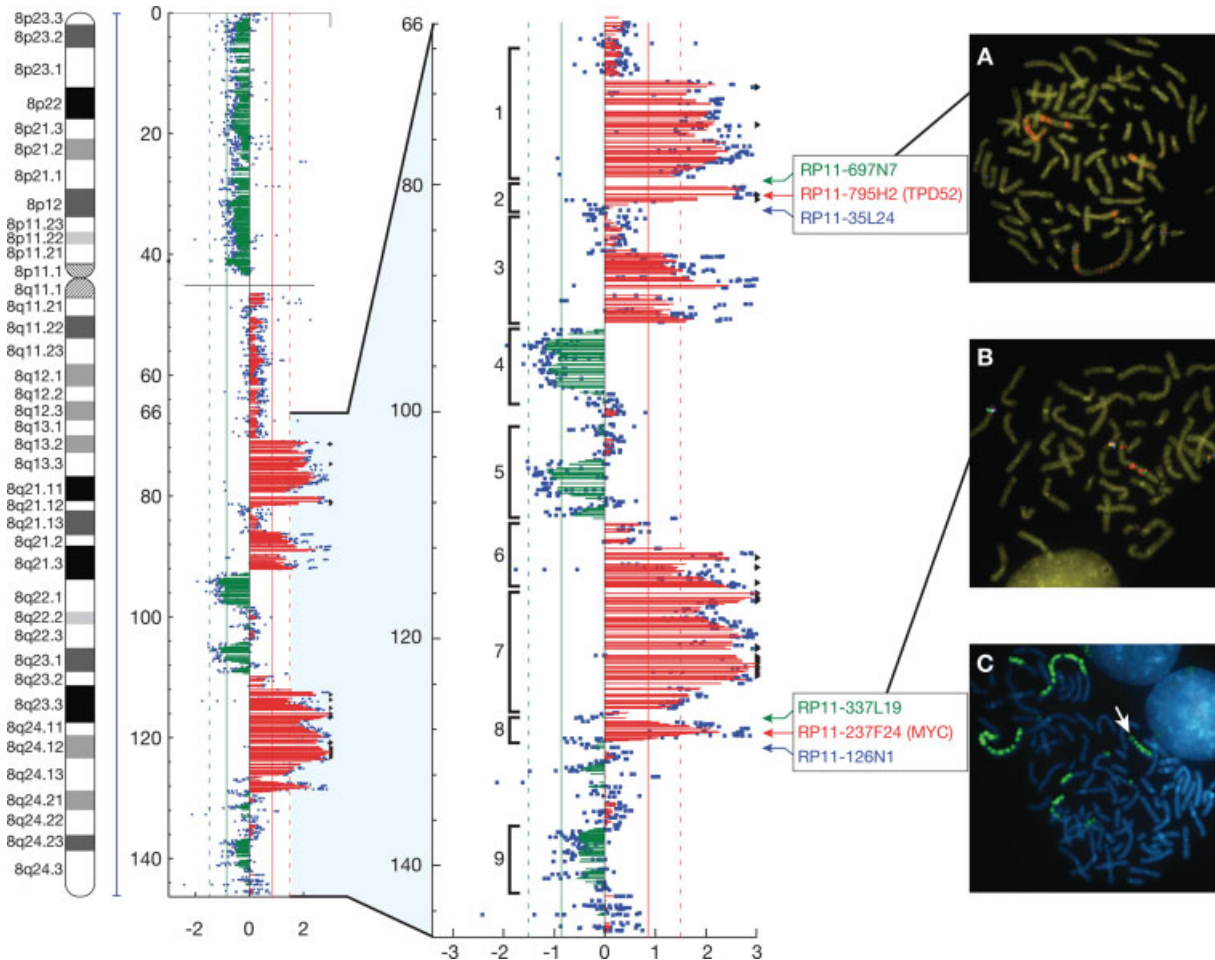 8p23.3
8p23.2
8p23.1
8p22
8p21.3
8p21.2
8p21.1
8p12
8p11.23
8p11.22
8p11.21
8p11.1
8q11.1
8q11.21
8q11.22
8q11.23
8q12.1
8q12.2
8q12.3
8q13.1
8q13.2
8q13.3
8q21.11
8q21.12
8q21.13
8q21.2
8q21.3
8q22.1
8q22.2
8q22.3
8q23.1
8q23.2
8q23.3
8q24.11
8q24.12
8q24.13
8q24.21
8q24.22
8q24.23
8q24.3
0
20
40
60
66
80
100
120
140
-2 0 2
66
80
100
120
140
1
2
3
4
5
6
7
8
9
-3 -2 -1 0 1 2 3
RP11-697N7
RP11-795H2 (TPD52)
RP11-35L24
RP11-337L19
RP11-237F24 (MYC)
RP11-126N1
A
B
C